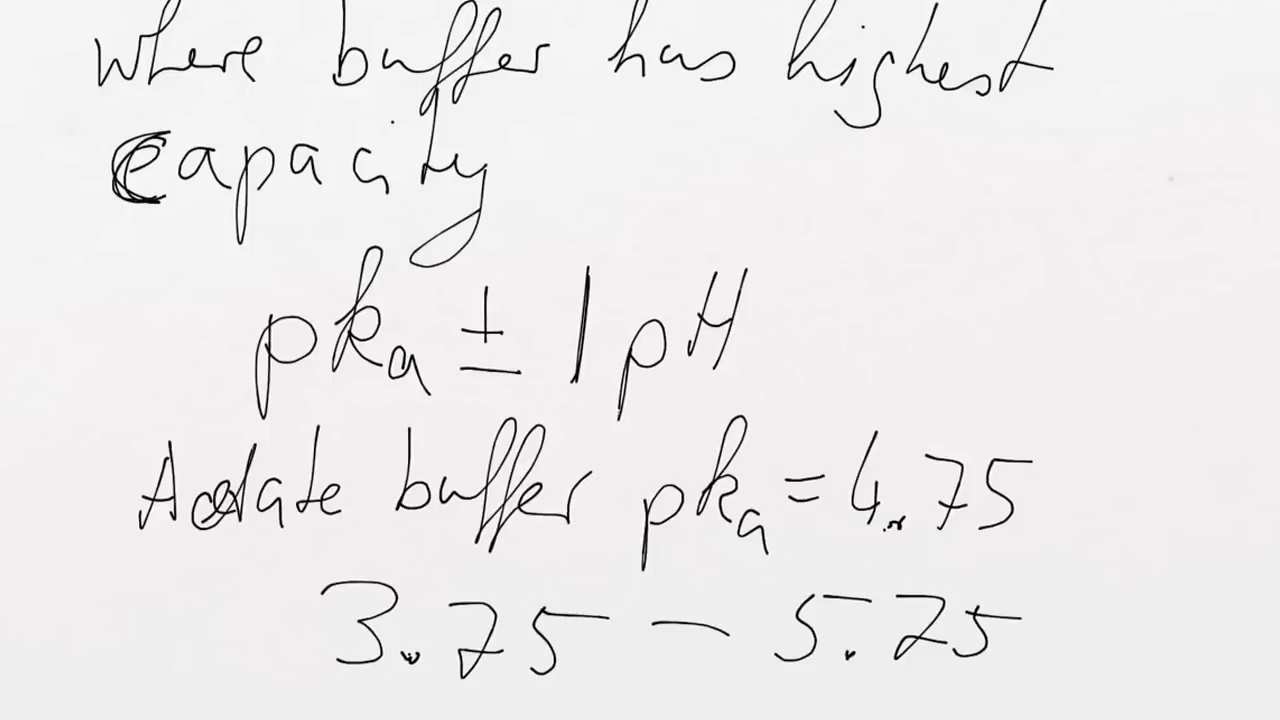 where buffer has highest
capacity
pka ± 1 pH
Acetate buffer pka = 4.75
3.75 – 5.75